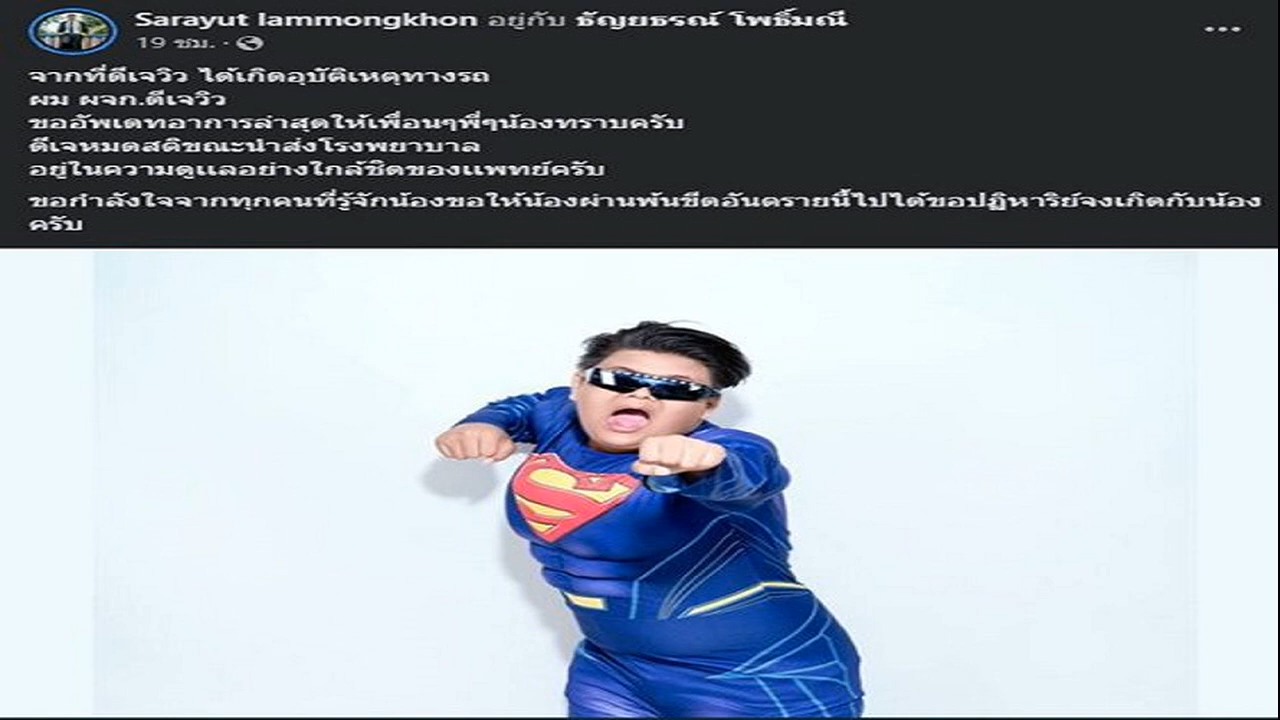 Sarayut Iammongkhon อยู่กับ ธัญยธรณ์ โพธิ์มณี
19 ชม. ·
จากที่ดีเจวิว ได้เกิดอุบัติเหตุทางรถ
ผม ผจก.ดีเจวิว
ขออัพเดทอาการล่าสุดให้เพื่อนๆพี่ๆน้องทราบครับ
ดีเจหมดสติขณะนำส่งโรงพยาบาล
อยู่ในความดูแลอย่างใกล้ชิดของแพทย์ครับ
ขอกำลังใจจากทุกคนที่รู้จักน้องขอให้น้องผ่านพ้นขีดอันตรายนี้ไปได้ขอปฏิหาริย์จงเกิดกับน้อง
ครับ